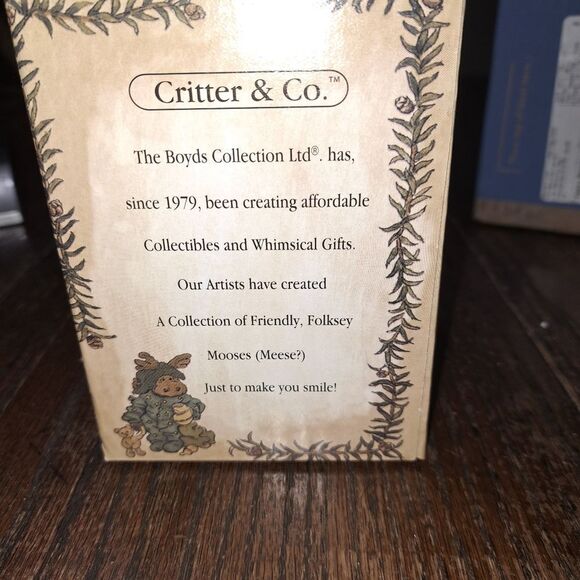 Critter & Co.™
The Boyds Collection Ltd®. has,
since 1979, been creating affordable
Collectibles and Whimsical Gifts.
Our Artists have created
A Collection of Friendly, Folksey
Mooses (Meese?)
Just to make you smile!